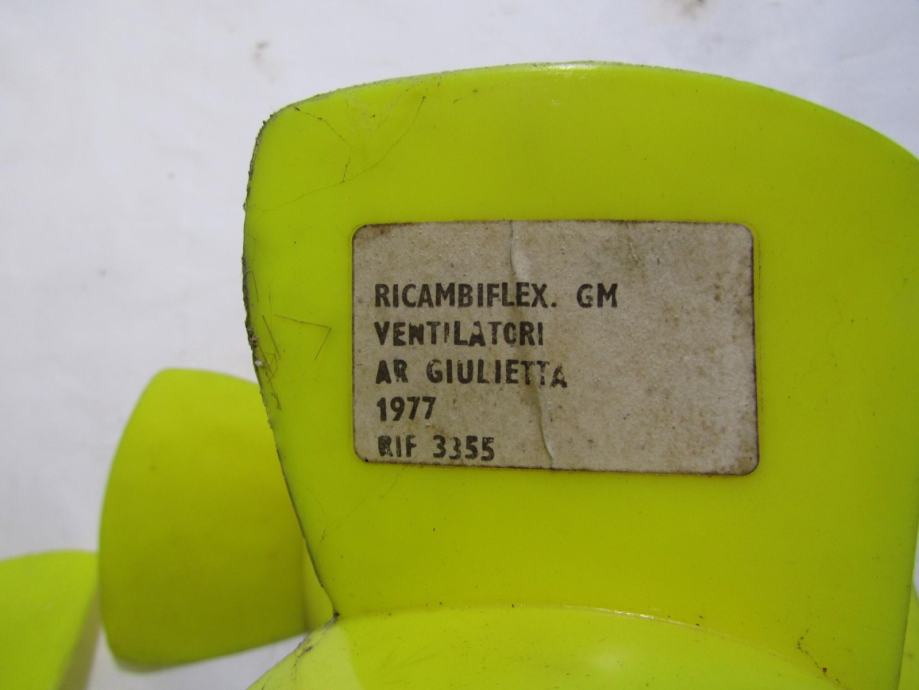 RICAMBIFLEX. GM
VENTILATORI
AR GIULIETTA
1977
RIF 3355